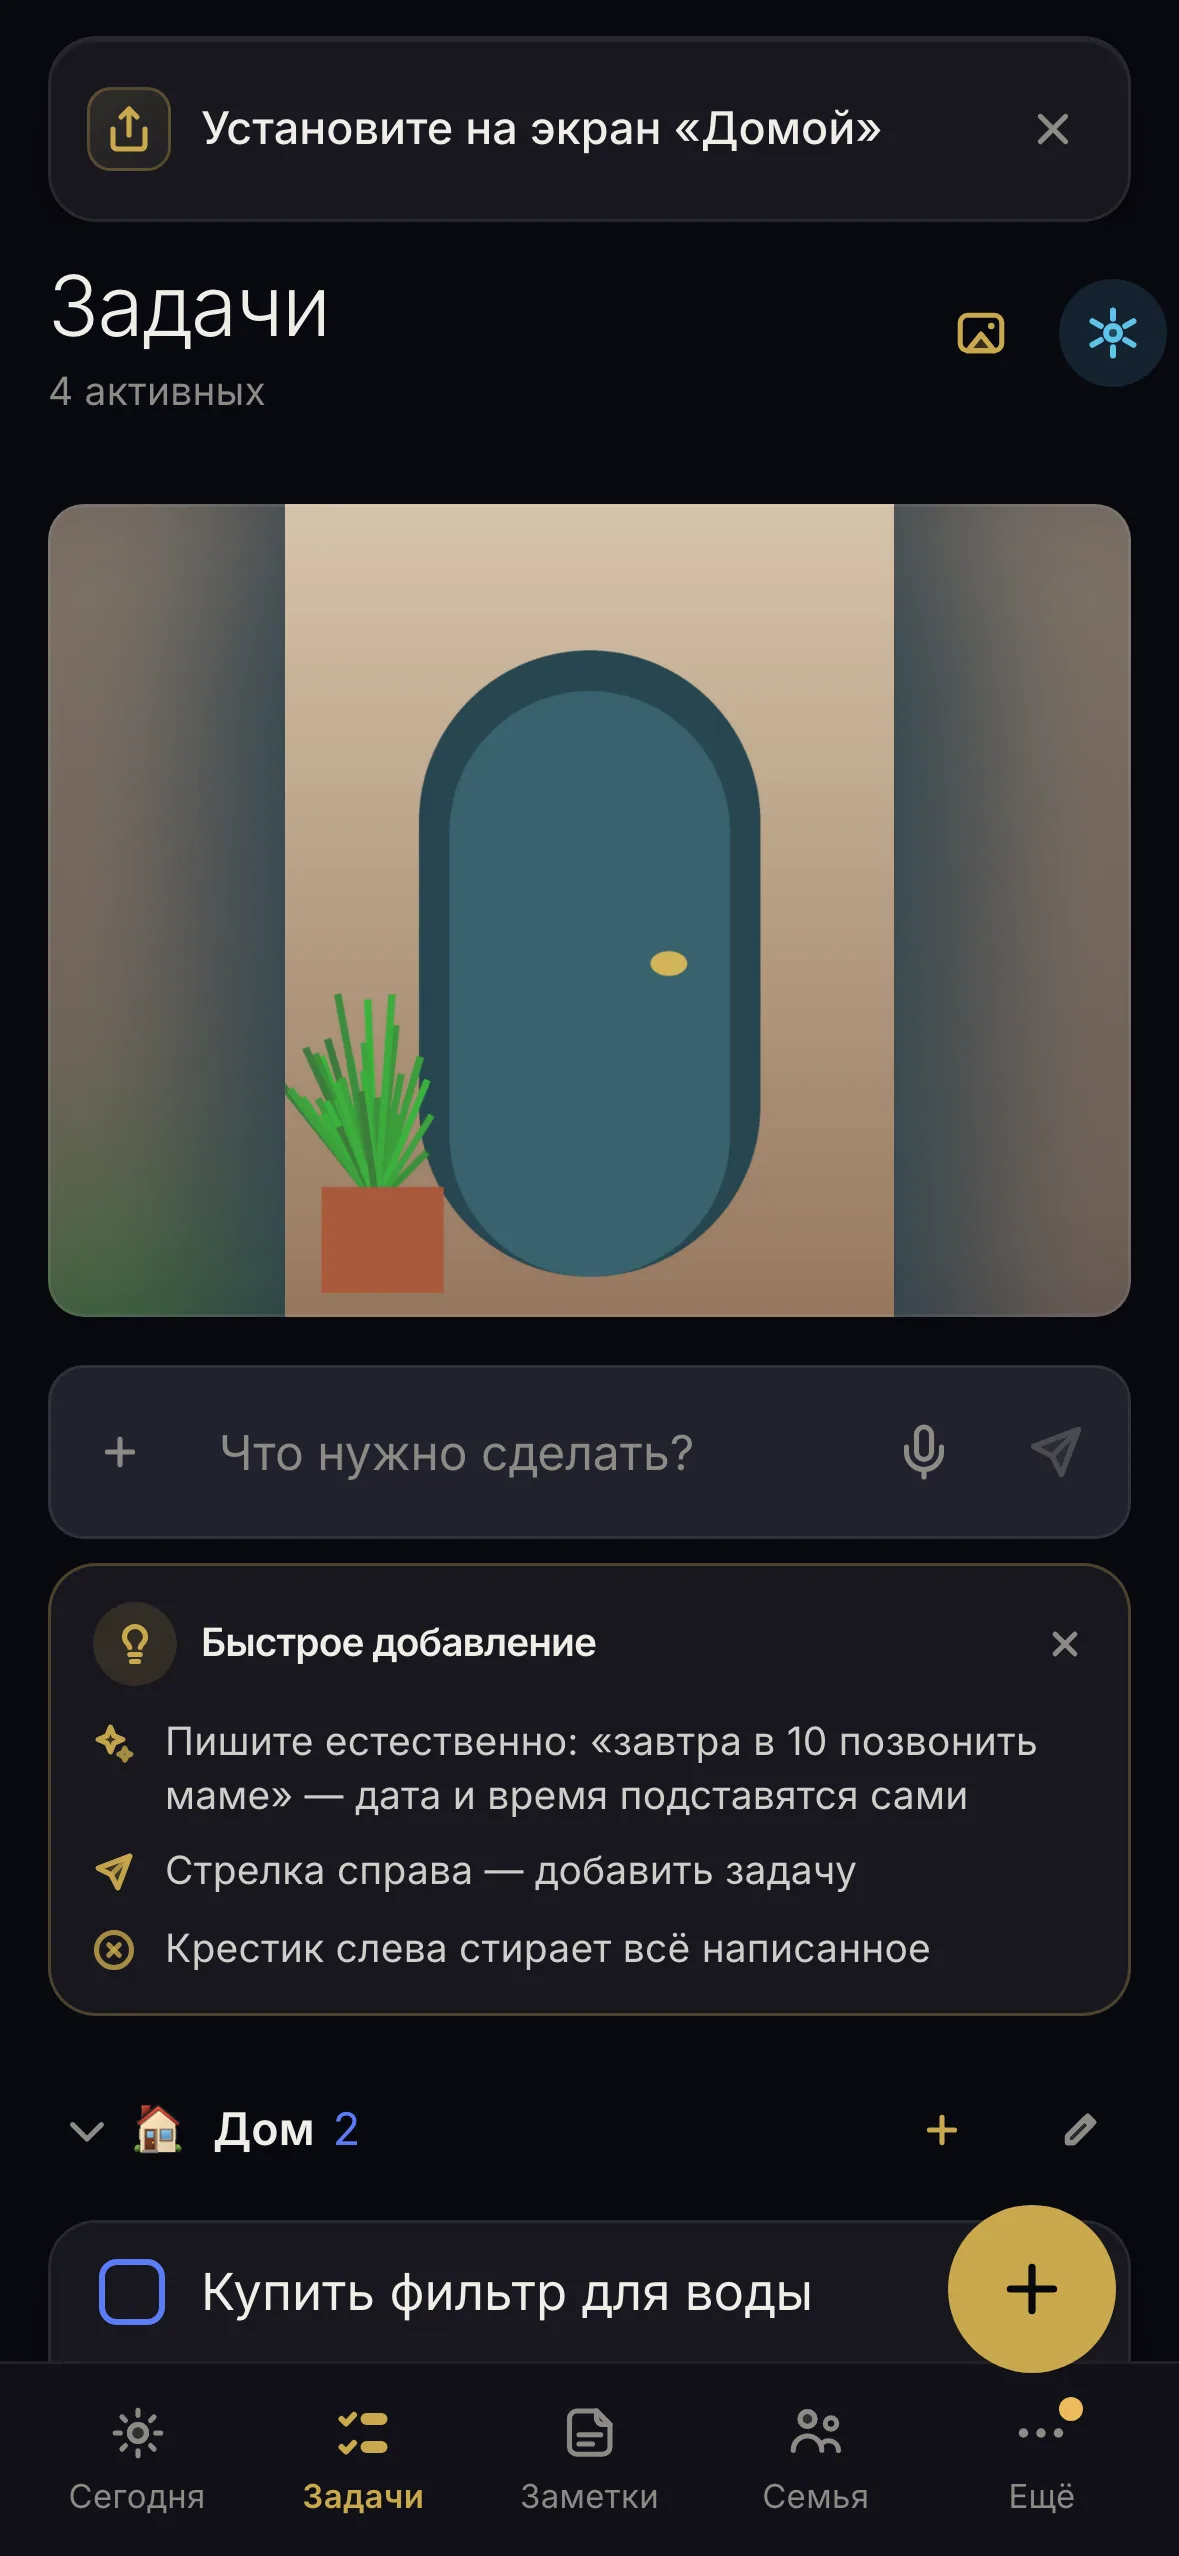 Установите на экран «Домой»
Задачи
4 активных
Что нужно сделать?
Быстрое добавление
Пишите естественно: «завтра в 10 позвонить
маме» — дата и время подставятся сами
Стрелка справа — добавить задачу
Крестик слева стирает всё написанное
Дом 2
Купить фильтр для воды
Сегодня
Задачи
Заметки
Семья
Ещё